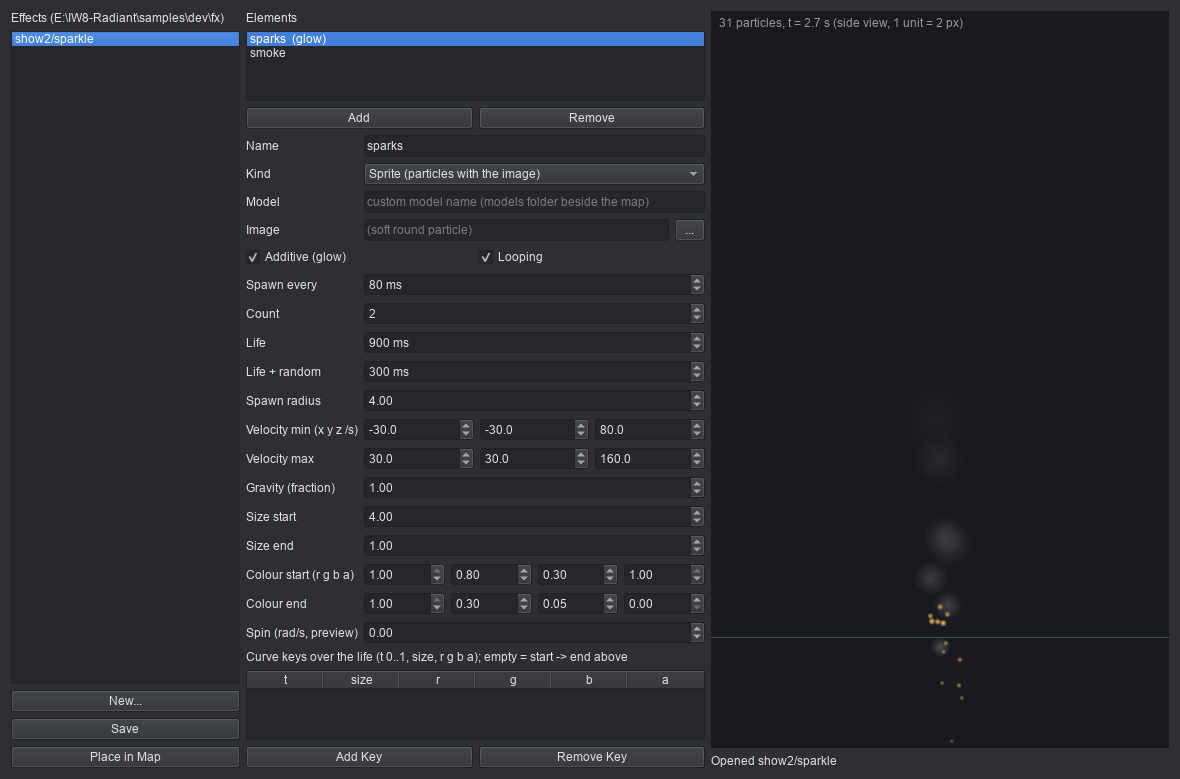 Effects (E:\IW8-Radiant\samples\dev\fx)
show2/sparkle
New...
Save
Place in Map
Elements
sparks  (glow)
smoke
Add
Remove
Name
sparks
Kind
Sprite (particles with the image)
Model
custom model name (models folder beside the map)
Image
(soft round particle)
...
Additive (glow)
Looping
Spawn every
80 ms
Count
2
Life
900 ms
Life + random
300 ms
Spawn radius
4.00
Velocity min (x y z /s)
-30.0
-30.0
80.0
Velocity max
30.0
30.0
160.0
Gravity (fraction)
1.00
Size start
4.00
Size end
1.00
Colour start (r g b a)
1.00
0.80
0.30
1.00
Colour end
1.00
0.30
0.05
0.00
Spin (rad/s, preview)
0.00
Curve keys over the life (t 0..1, size, r g b a); empty = start -> end above
t
size
r
g
b
a
Add Key
Remove Key
31 particles, t = 2.7 s (side view, 1 unit = 2 px)
Opened show2/sparkle